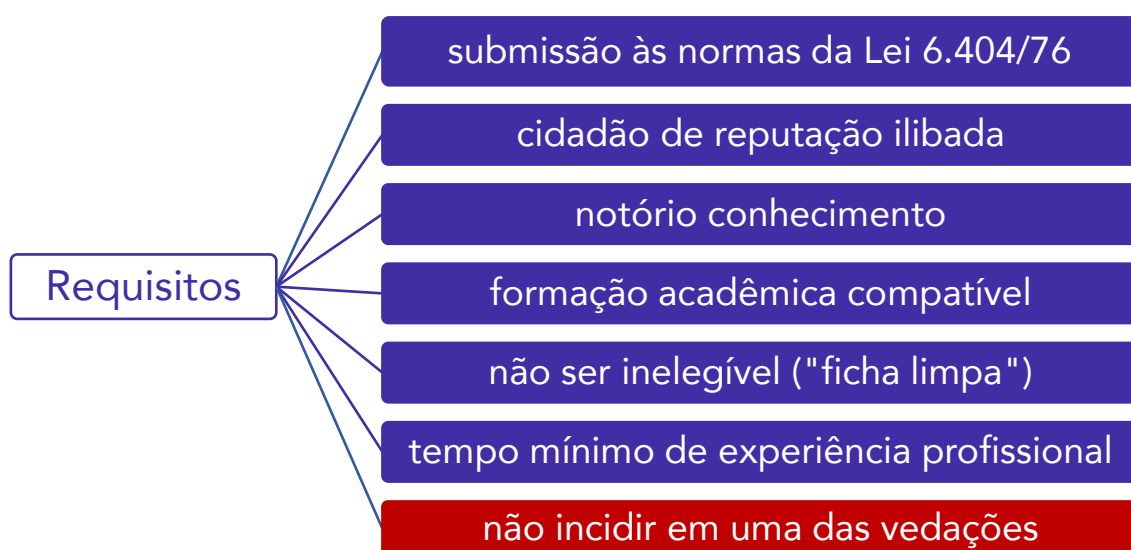 Requisitos
submissão às normas da Lei 6.404/76
cidadão de reputação ilibada
notório conhecimento
formação acadêmica compatível
não ser inelegível ("ficha limpa")
tempo mínimo de experiência profissional
não incidir em uma das vedações